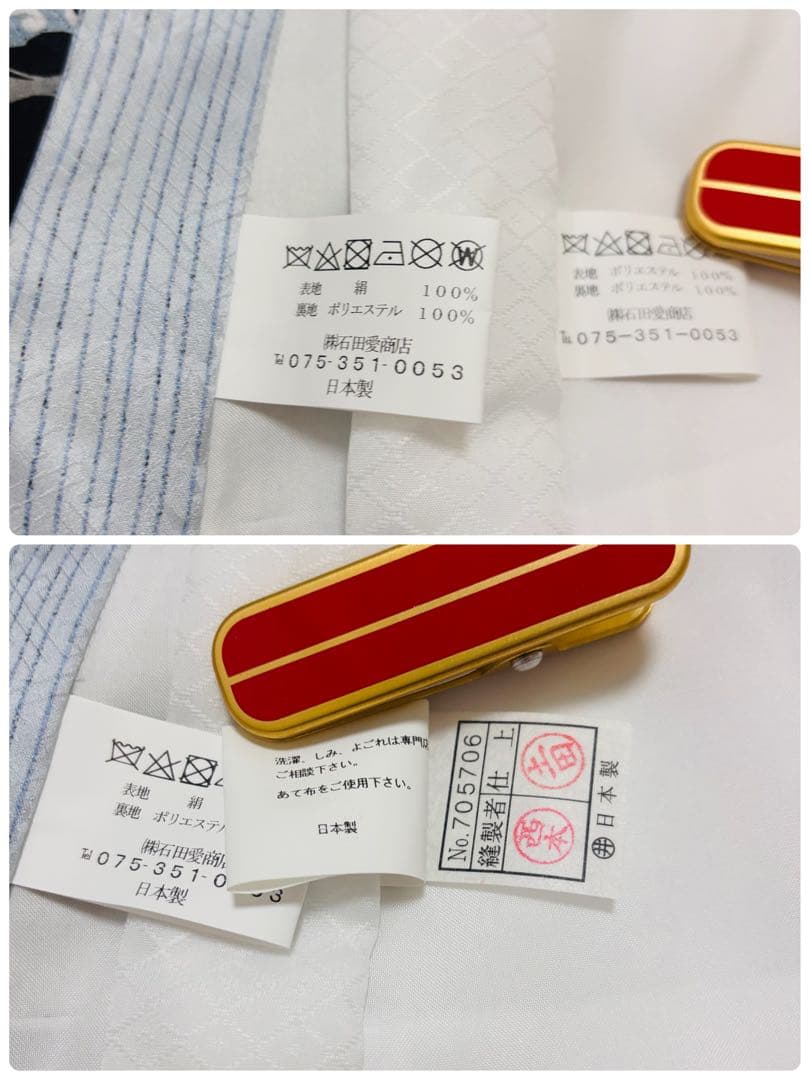 表地 絹 100%
裏地 ポリエステル 100%
㈱石田愛商店
℡075-351-0053
日本製
表地 ポリエステル 100%
裏地 ポリエステル 100%
㈱石田愛商店
℡075-351-0053
表地 絹
裏地 ポリエステル
㈱石田愛商店
℡075-351-0
53
日本製
洗濯、しみ、よごれは専門店
ご相談下さい。
あて布をご使用下さい。
日本製
No.705706
縫製者 仕上
西本
㊞日本製